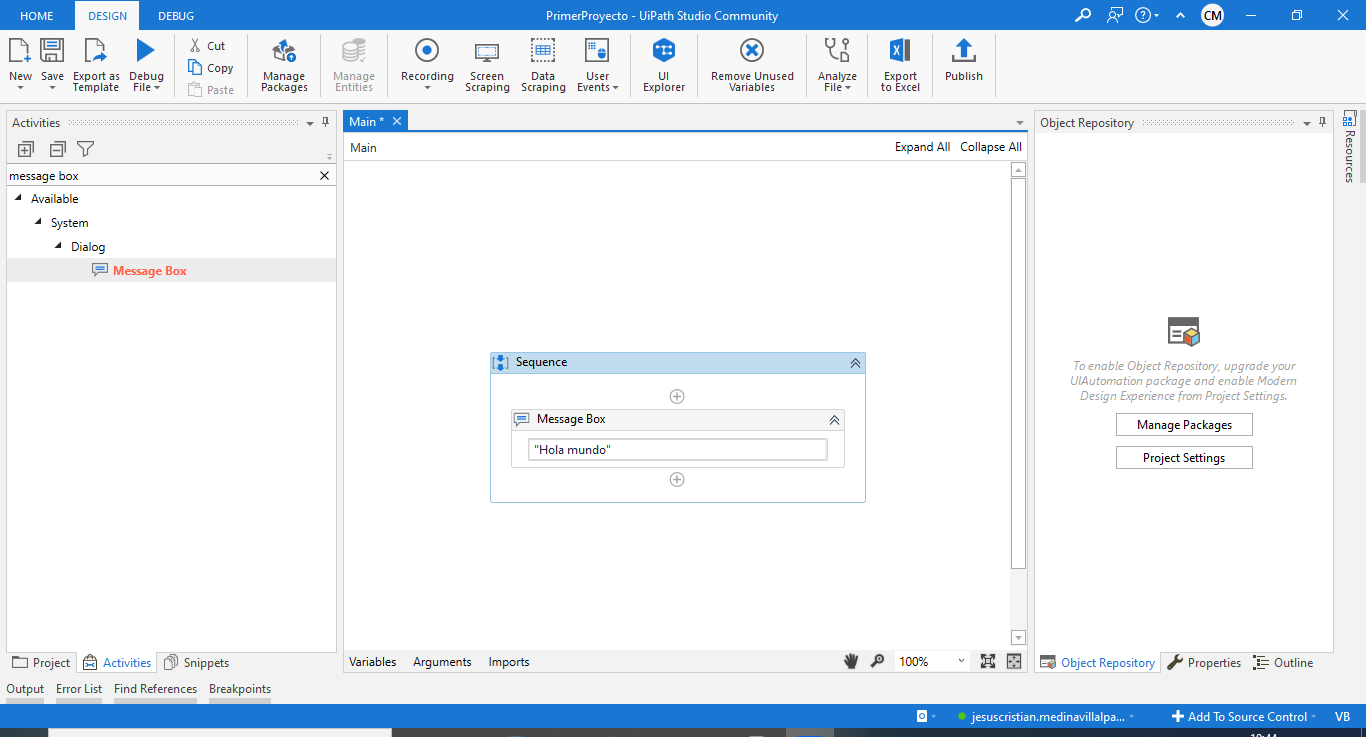 HOME DESIGN DEBUG PrimerProyecto - UiPath Studio Community CM
New Save Export as Template Debug File Cut Copy Paste Manage Packages Manage Entities Recording Screen Scraping Data Scraping User Events UI Explorer Remove Unused Variables Analyze File Export to Excel Publish
Activities
message box
Available
System
Dialog
Message Box
Main *
Main Expand All Collapse All
Sequence
Message Box
"Hola mundo"
Object Repository
To enable Object Repository, upgrade your
UIAutomation package and enable Modern
Design Experience from Project Settings.
Manage Packages
Project Settings
Resources
Project Activities Snippets
Variables Arguments Imports 100%
Object Repository Properties Outline
Output Error List Find References Breakpoints
jesuscristian.medinavillalpa... Add To Source Control VB